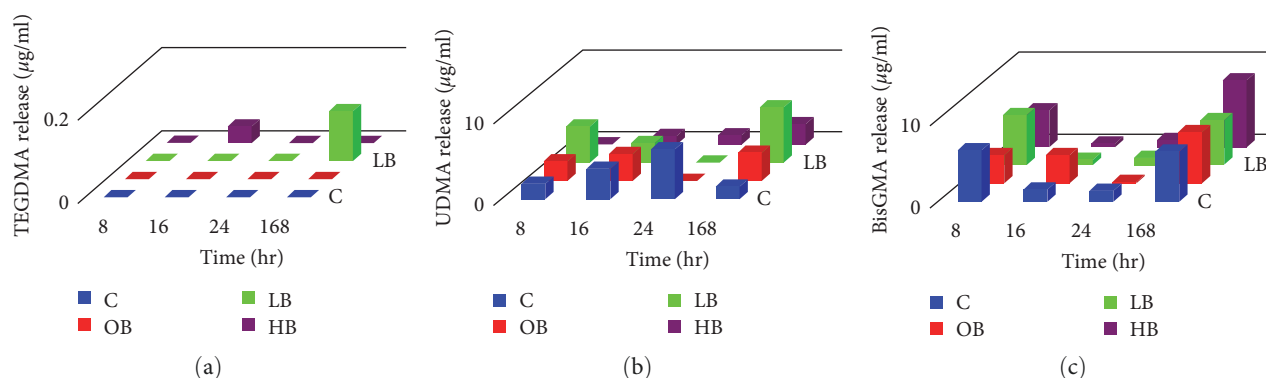 TEGDMA release (µg/ml)
0.2
0
LB
C
8 16 24 168
Time (hr)
C LB
OB HB
(a)
UDMA release (µg/ml)
10
0
LB
C
8 16 24 168
Time (hr)
C LB
OB HB
(b)
BisGMA release (µg/ml)
10
0
LB
C
8 16 24 168
Time (hr)
C LB
OB HB
(c)